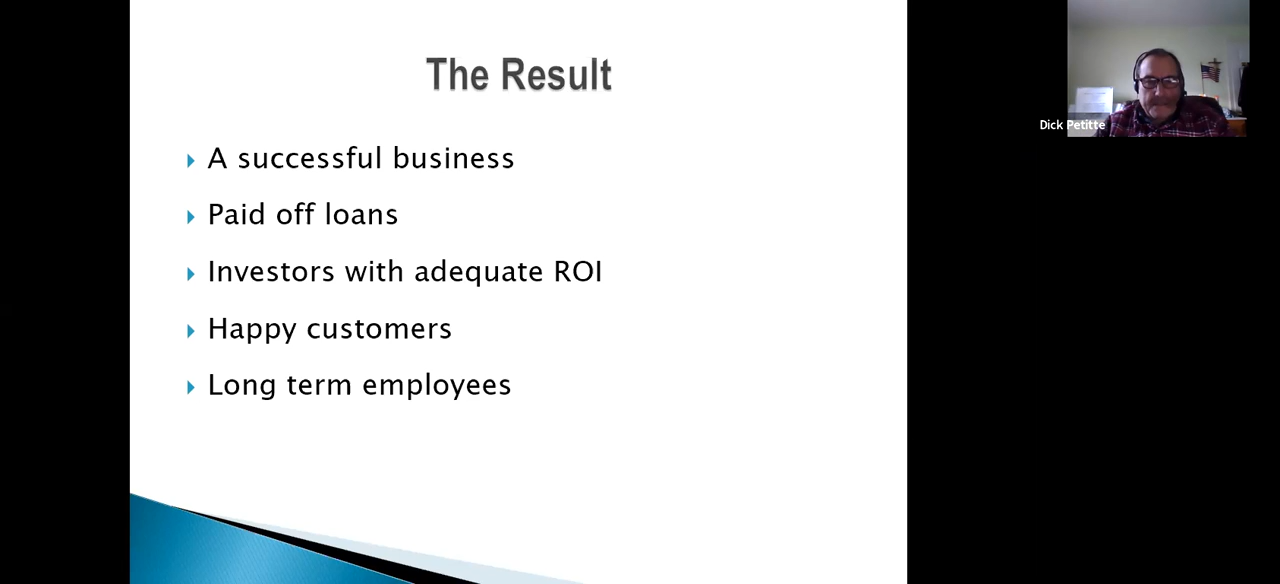 The Result
A successful business
Paid off loans
Investors with adequate ROI
Happy customers
Long term employees
Dick Petitte